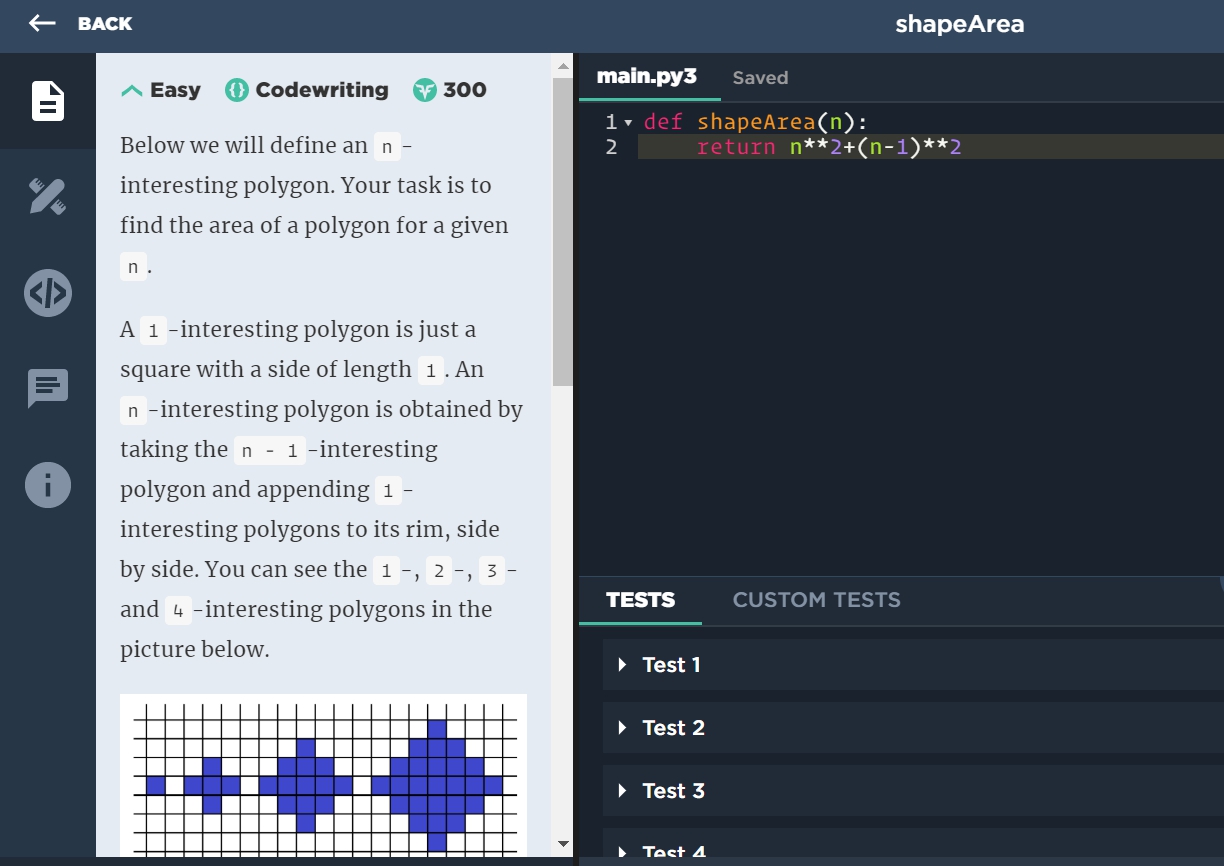 BACK
shapeArea
Easy Codewriting 300
Below we will define an n -
interesting polygon. Your task is to
find the area of a polygon for a given
n .
A 1 -interesting polygon is just a
square with a side of length 1 . An
n -interesting polygon is obtained by
taking the n - 1 -interesting
polygon and appending 1 -
interesting polygons to its rim, side
by side. You can see the 1 -, 2 -, 3 -
and 4 -interesting polygons in the
picture below.
main.py3 Saved
1 def shapeArea(n):
2 return n**2+(n-1)**2
TESTS CUSTOM TESTS
Test 1
Test 2
Test 3
Test 4